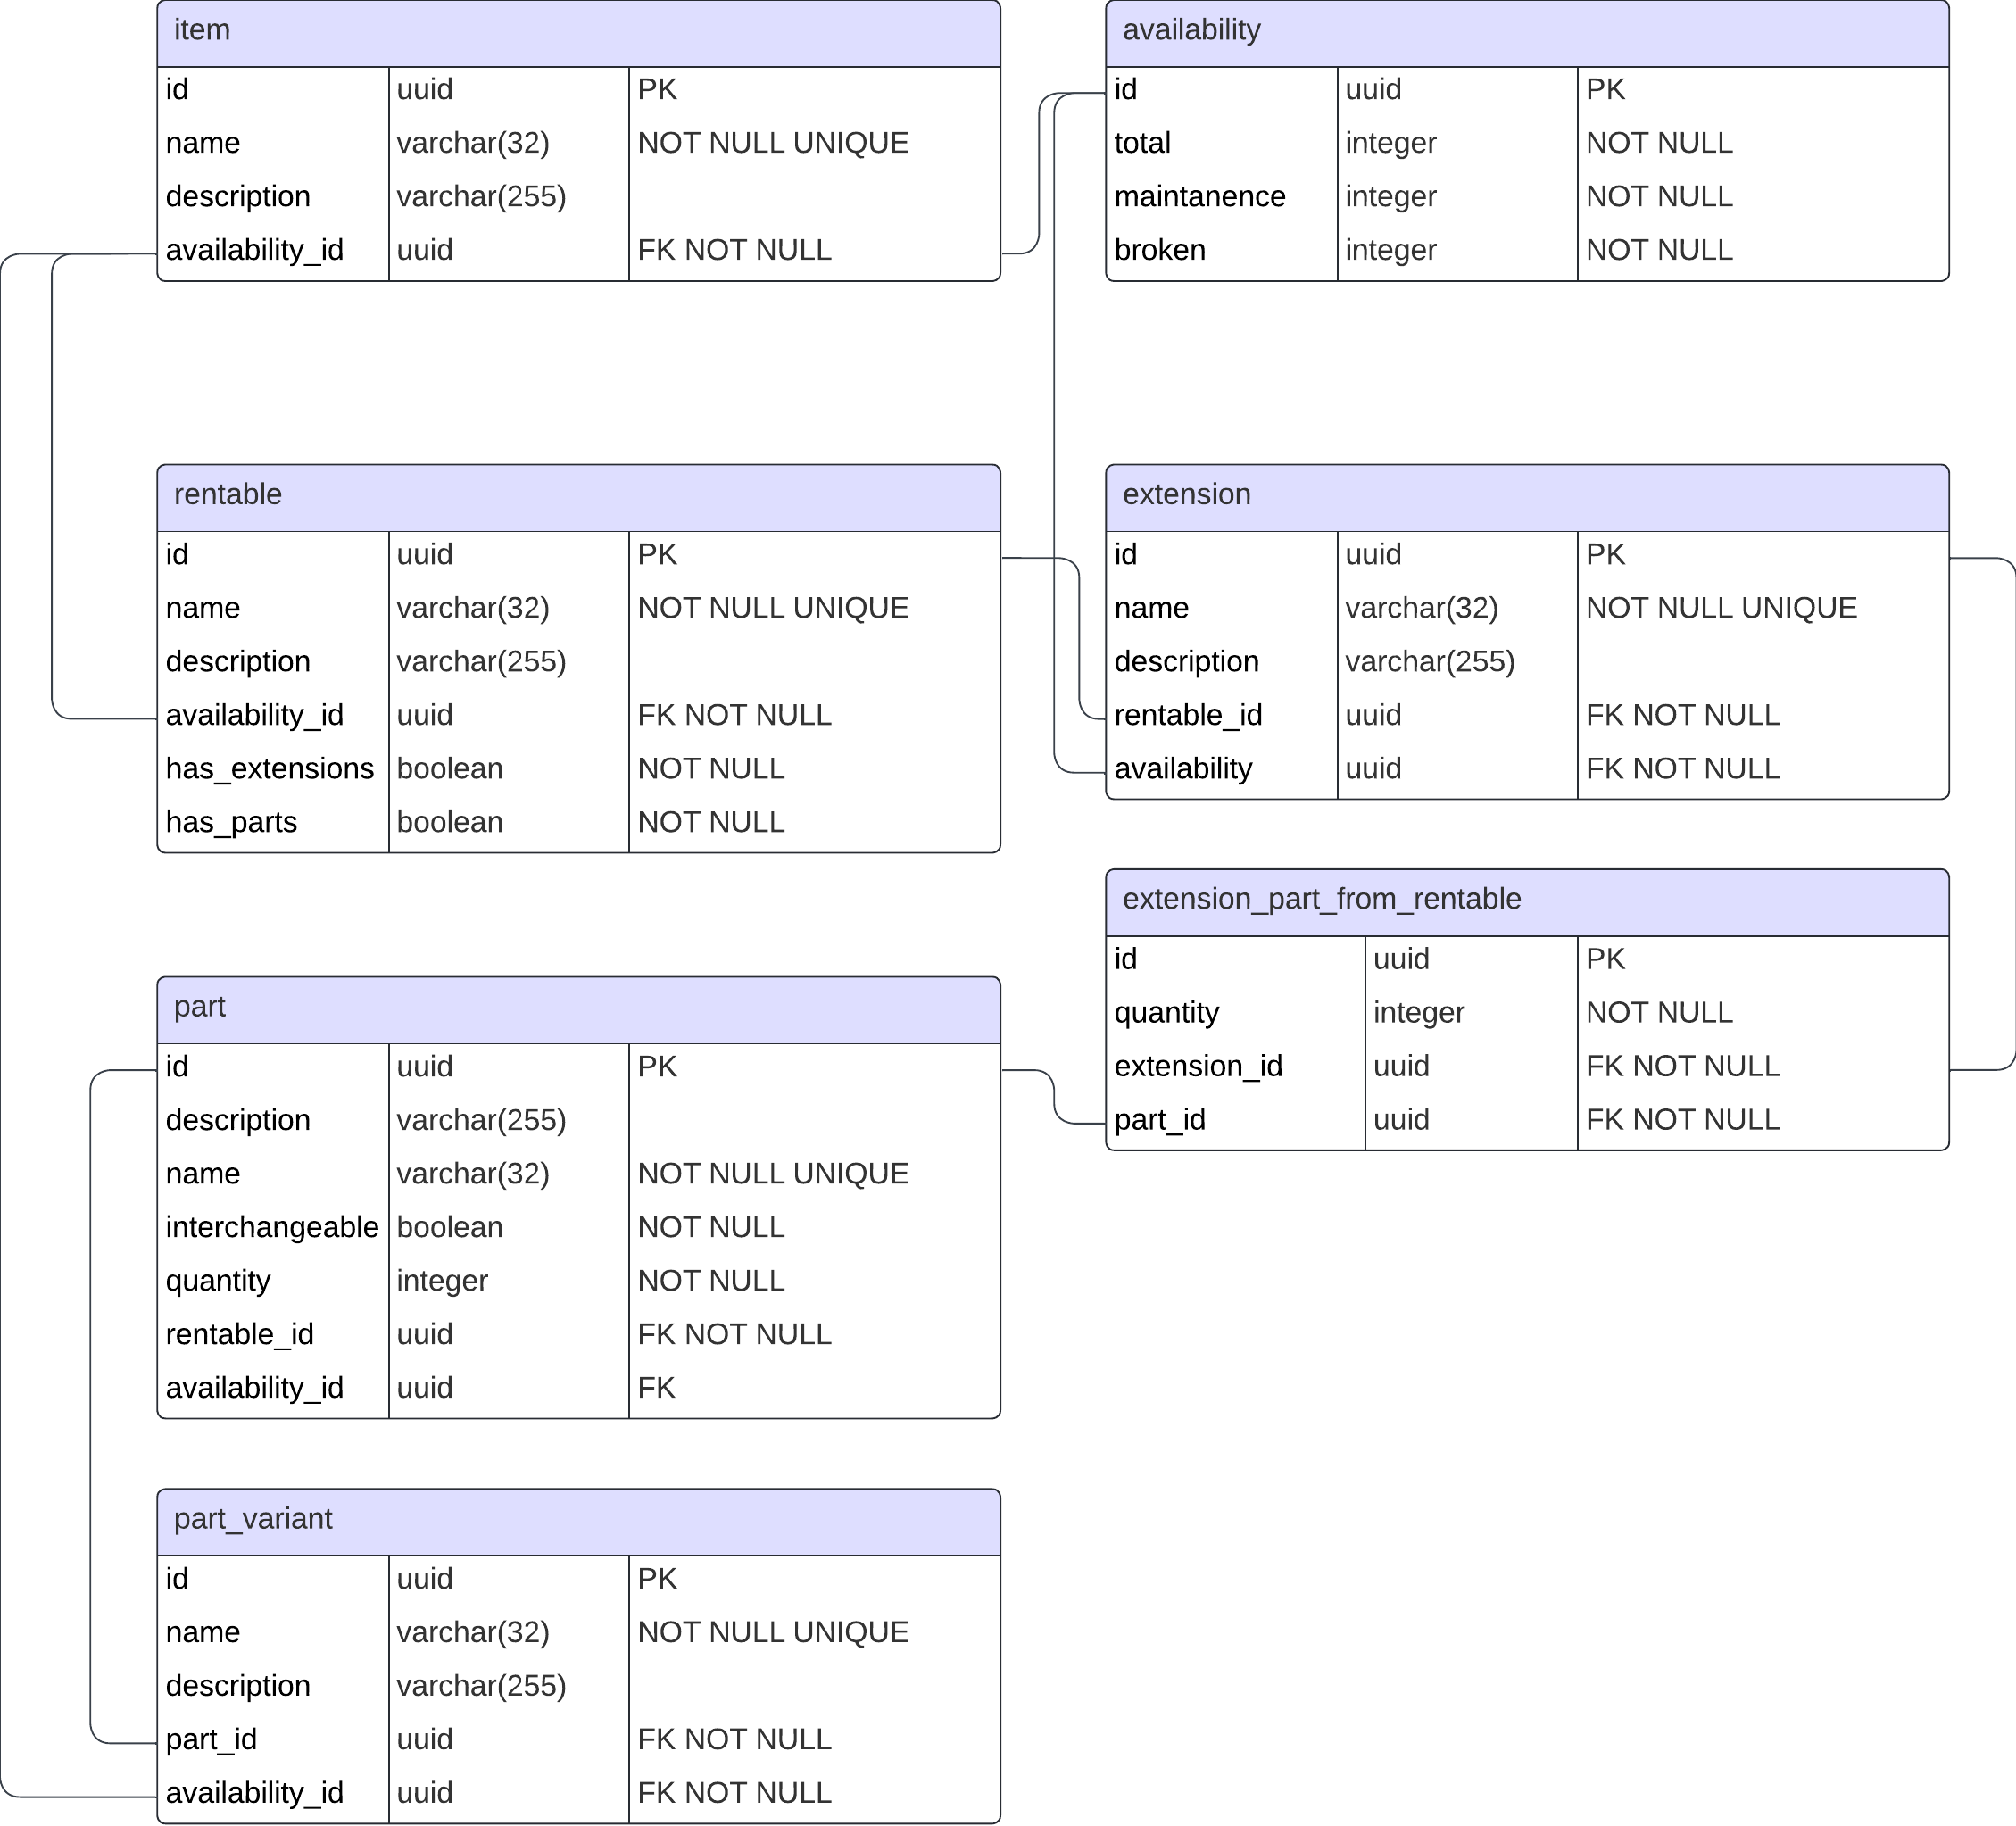 item
id uuid PK
name varchar(32) NOT NULL UNIQUE
description varchar(255)
availability_id uuid FK NOT NULL
availability
id uuid PK
total integer NOT NULL
maintanence integer NOT NULL
broken integer NOT NULL
rentable
id uuid PK
name varchar(32) NOT NULL UNIQUE
description varchar(255)
availability_id uuid FK NOT NULL
has_extensions boolean NOT NULL
has_parts boolean NOT NULL
extension
id uuid PK
name varchar(32) NOT NULL UNIQUE
description varchar(255)
rentable_id uuid FK NOT NULL
availability uuid FK NOT NULL
extension_part_from_rentable
id uuid PK
quantity integer NOT NULL
extension_id uuid FK NOT NULL
part_id uuid FK NOT NULL
part
id uuid PK
description varchar(255)
name varchar(32) NOT NULL UNIQUE
interchangeable boolean NOT NULL
quantity integer NOT NULL
rentable_id uuid FK NOT NULL
availability_id uuid FK
part_variant
id uuid PK
name varchar(32) NOT NULL UNIQUE
description varchar(255)
part_id uuid FK NOT NULL
availability_id uuid FK NOT NULL